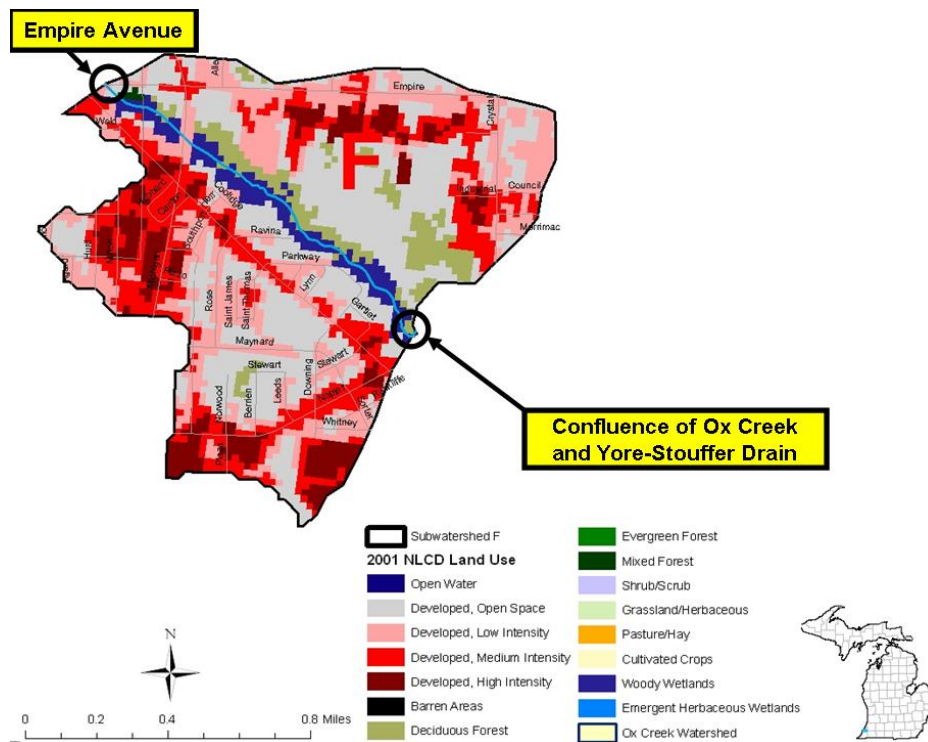 Empire Avenue
Empire
Crystal
Weld
Industrial
Council
F
Merrimac
Coolidge
Ravina
Parkway
Lynn
Rose
Saint James
Saint Thomas
Maynard
Stewart
Stewart
Norwood
Berrien
Leeds
Downing
Whitney
Confluence of Ox Creek
and Yore-Stouffer Drain
Subwatershed F
2001 NLCD Land Use
Open Water
Developed, Open Space
Developed, Low Intensity
Developed, Medium Intensity
Developed, High Intensity
Barren Areas
Deciduous Forest
Evergreen Forest
Mixed Forest
Shrub/Scrub
Grassland/Herbaceous
Pasture/Hay
Cultivated Crops
Woody Wetlands
Emergent Herbaceous Wetlands
Ox Creek Watershed
N
0 0.2 0.4 0.8 Miles